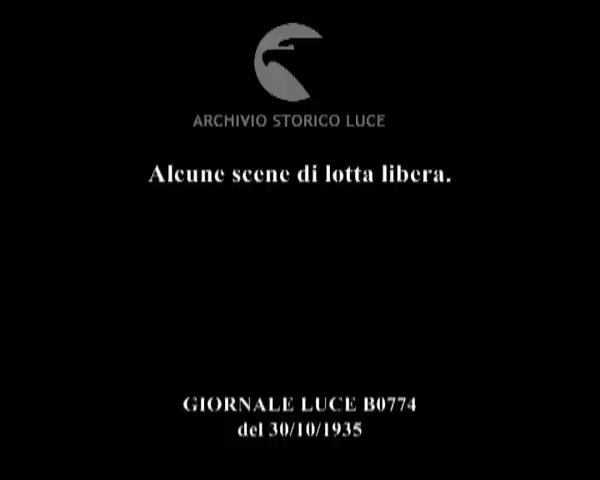 ARCHIVIO STORICO LUCE
Alcune scene di lotta libera.
GIORNALE LUCE B0774
del 30/10/1935